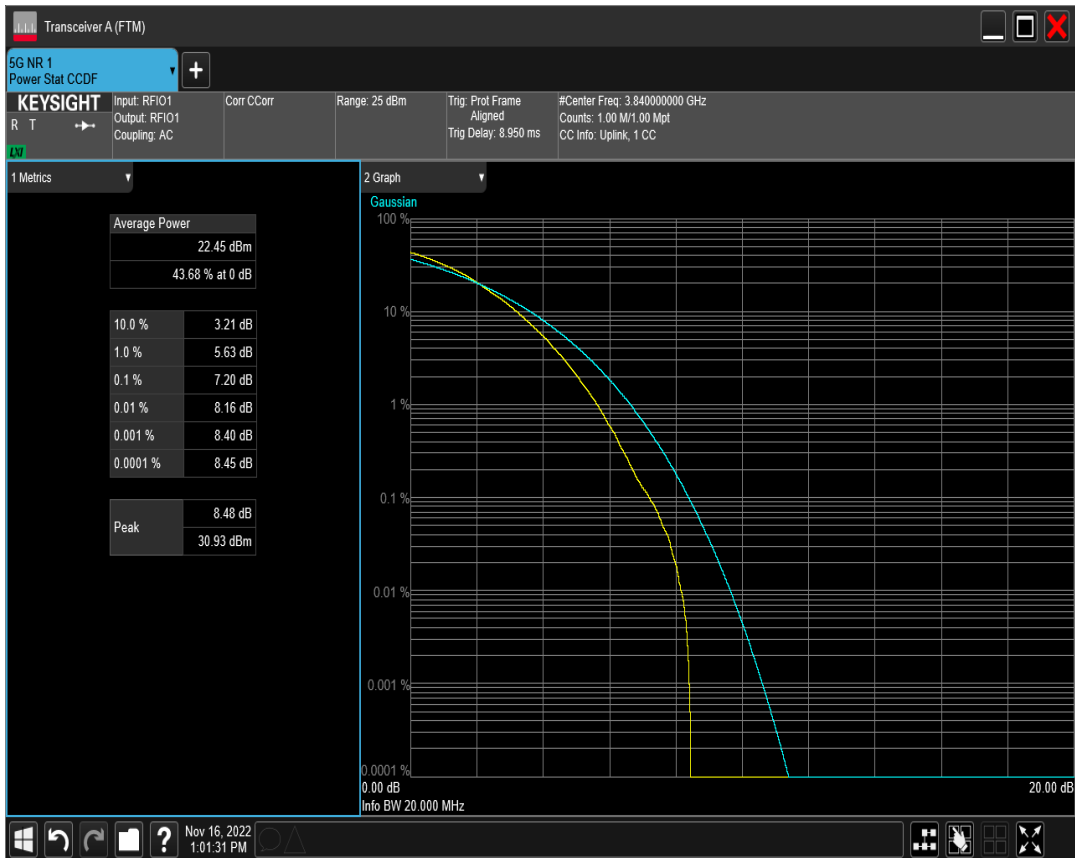 Transceiver A (FTM)
5G NR 1
Power Stat CCDF
+
KEYSIGHT
R T
LXI
Input: RFIO1
Output: RFIO1
Coupling: AC
Corr CCorr
Range: 25 dBm
Trig: Prot Frame
Aligned
Trig Delay: 8.950 ms
#Center Freq: 3.840000000 GHz
Counts: 1.00 M/1.00 Mpt
CC Info: Uplink, 1 CC
1 Metrics
Average Power
22.45 dBm
43.68 % at 0 dB
10.0 % 3.21 dB
1.0 % 5.63 dB
0.1 % 7.20 dB
0.01 % 8.16 dB
0.001 % 8.40 dB
0.0001 % 8.45 dB
Peak
8.48 dB
30.93 dBm
2 Graph
Gaussian
100 %
10 %
1 %
0.1 %
0.01 %
0.001 %
0.0001 %
0.00 dB 20.00 dB
Info BW 20.000 MHz
?
Nov 16, 2022
1:01:31 PM